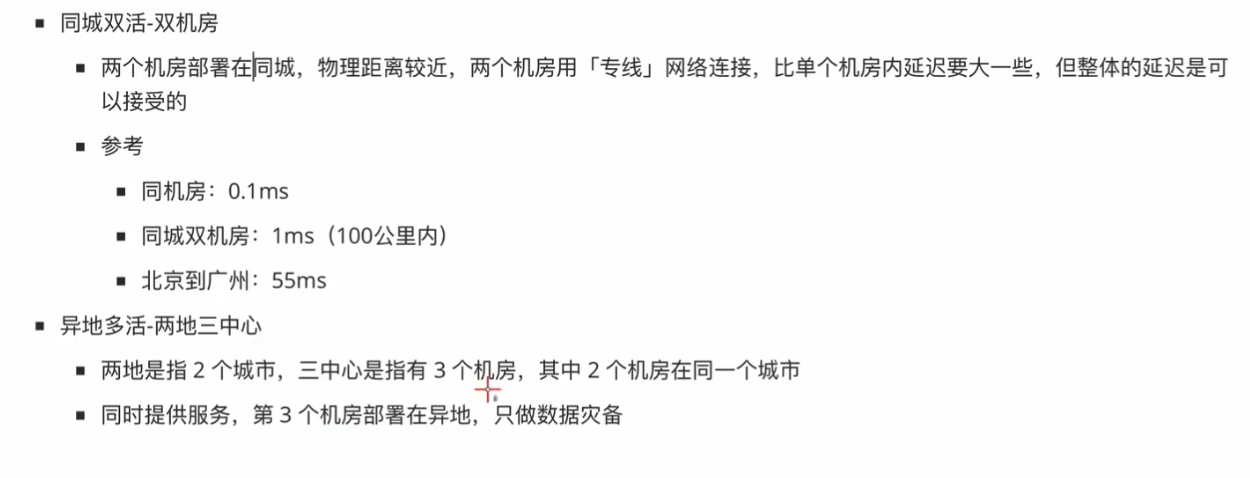 同城双活-双机房
两个机房部署在同城，物理距离较近，两个机房用「专线」网络连接，比单个机房内延迟要大一些，但整体的延迟是可
以接受的
参考
同机房：0.1ms
同城双机房：1ms（100公里内）
北京到广州：55ms
异地多活-两地三中心
两地是指 2 个城市，三中心是指有 3 个机房，其中 2 个机房在同一个城市
同时提供服务，第 3 个机房部署在异地，只做数据灾备